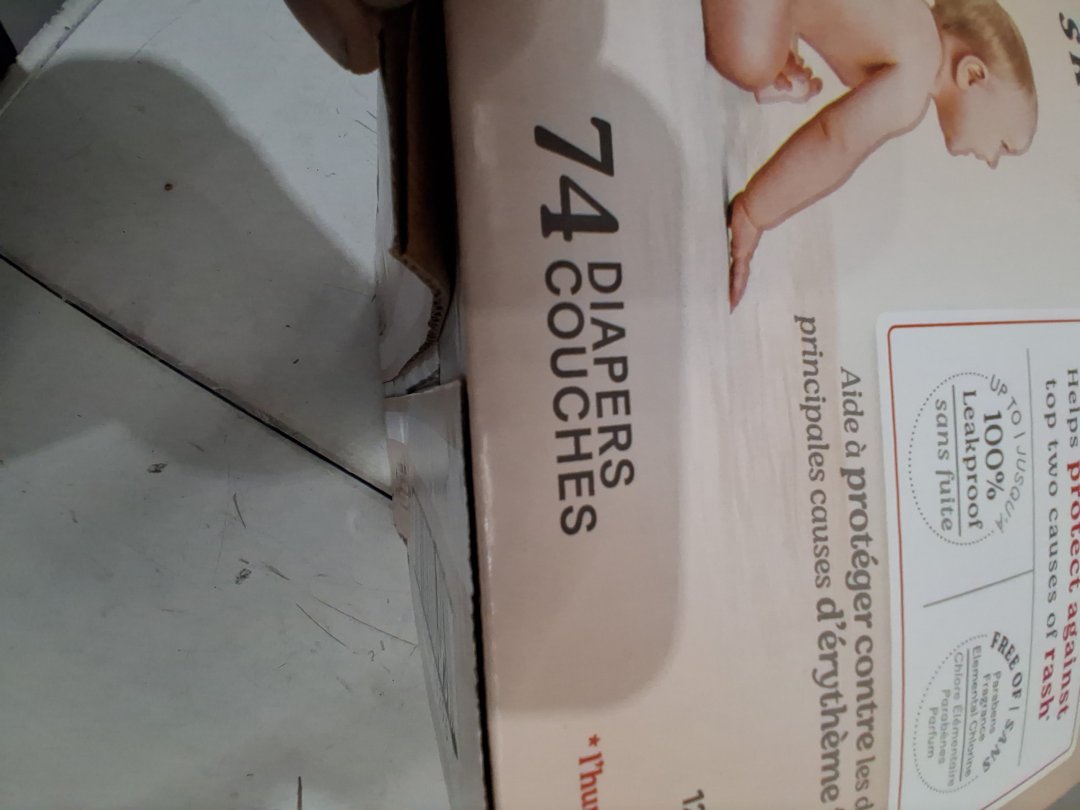 Helps protect against
top two causes of rash*
UP TO / JUSQU'À
100%
Leakproof
sans fuite
FREE OF / SANS
Parabens
Fragrance
Elemental Chlorine
Chlore Élémentaire
Parabènes
Parfum
Aide à protéger contre les
principales causes d'érythème
74 DIAPERS
COUCHES